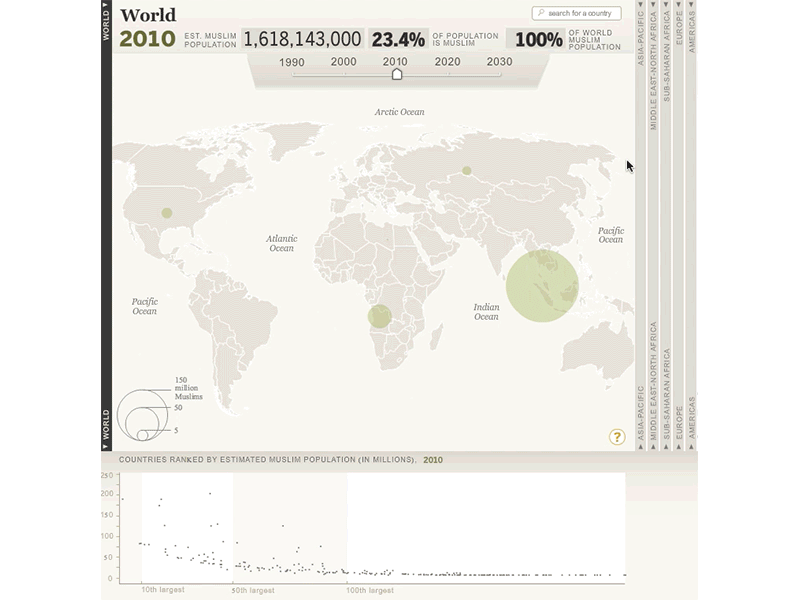 World
search for a country
2010 EST. MUSLIM POPULATION 1,618,143,000 23.4% OF POPULATION IS MUSLIM 100% OF WORLD MUSLIM POPULATION
1990 2000 2010 2020 2030
WORLD
ASIA-PACIFIC
MIDDLE EAST-NORTH AFRICA
SUB-SAHARAN AFRICA
EUROPE
AMERICAS
Arctic Ocean
Atlantic
Ocean
Pacific
Ocean
Pacific
Ocean
Indian
Ocean
150
million
Muslims
50
5
?
WORLD
ASIA-PACIFIC
MIDDLE EAST-NORTH AFRICA
SUB-SAHARAN AFRICA
EUROPE
AMERICAS
COUNTRIES RANKED BY ESTIMATED MUSLIM POPULATION (IN MILLIONS), 2010
250
200
150
100
50
0
10th largest 50th largest 100th largest